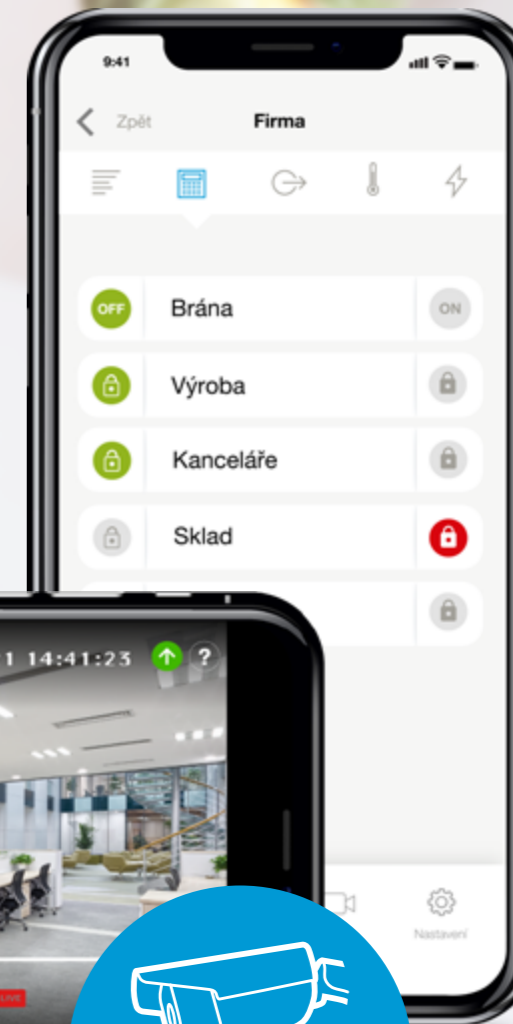 9:41
Zpět
Firma
OFF
Brána
ON
Výroba
Kanceláře
Sklad
1 14:41:23
?
LIVE
Nastavení